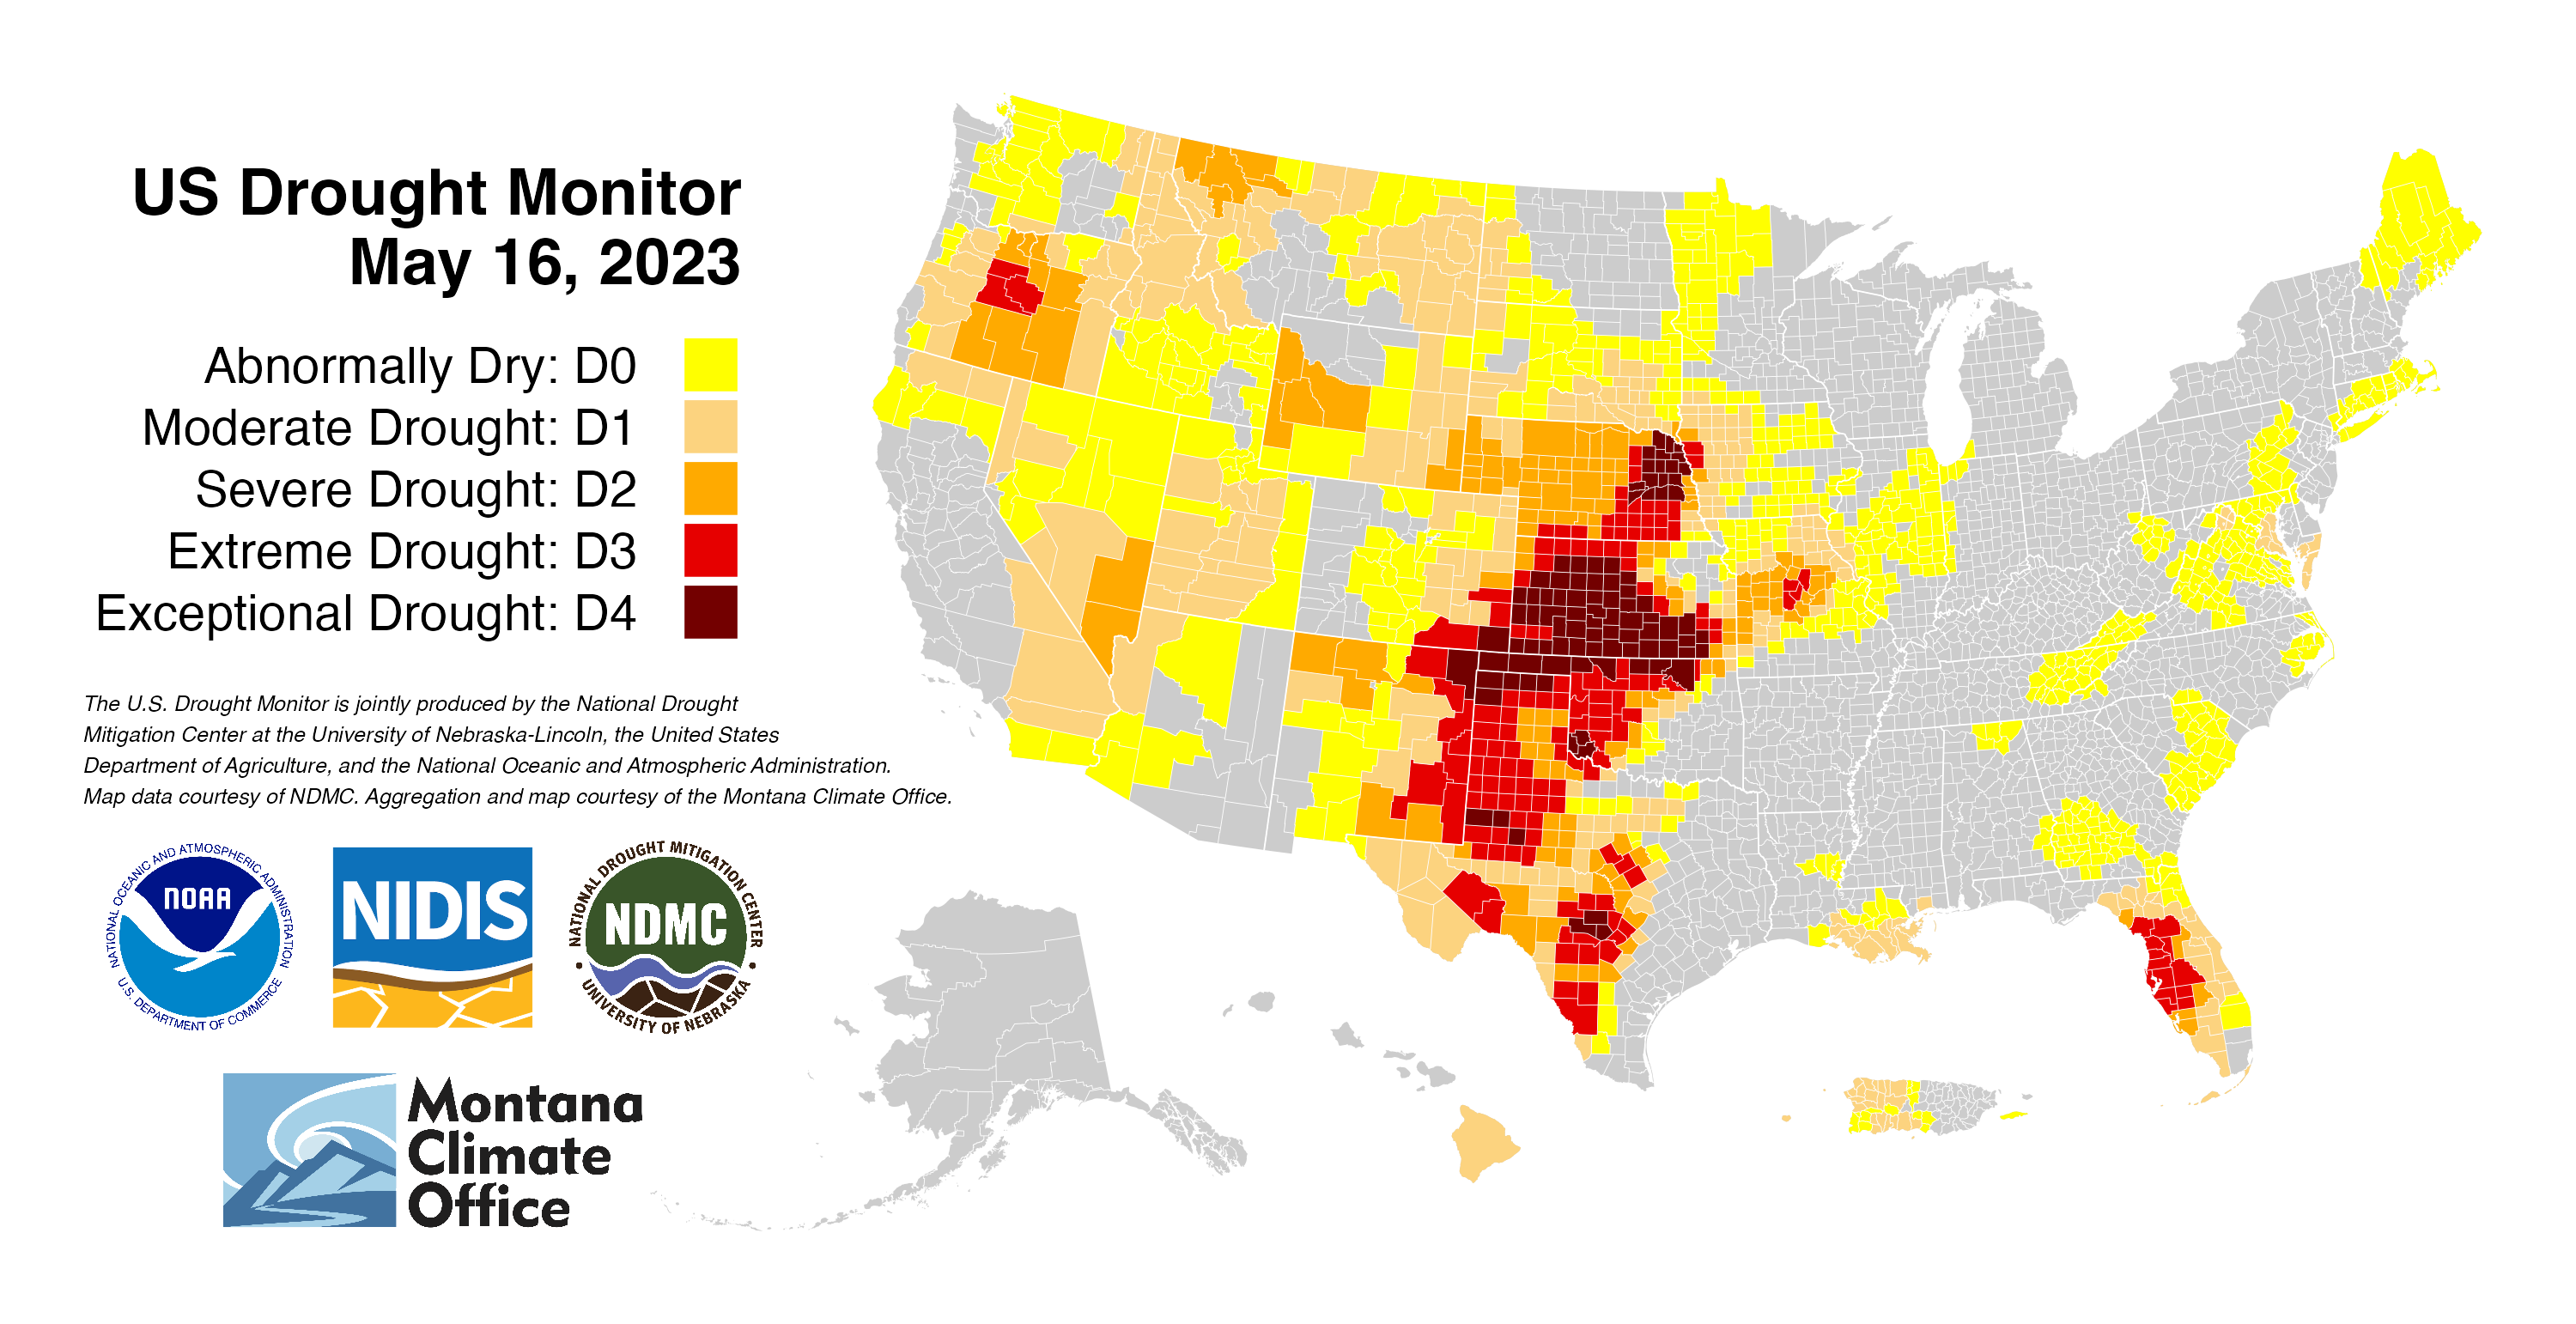 US Drought Monitor
May 16, 2023
Abnormally Dry: D0
Moderate Drought: D1
Severe Drought: D2
Extreme Drought: D3
Exceptional Drought: D4
The U.S. Drought Monitor is jointly produced by the National Drought
Mitigation Center at the University of Nebraska-Lincoln, the United States
Department of Agriculture, and the National Oceanic and Atmospheric Administration.
Map data courtesy of NDMC. Aggregation and map courtesy of the Montana Climate Office.
NATIONAL OCEANIC AND ATMOSPHERIC ADMINISTRATION
NOAA
U.S. DEPARTMENT OF COMMERCE
NIDIS
NATIONAL DROUGHT MITIGATION CENTER
NDMC
UNIVERSITY OF NEBRASKA
Montana
Climate
Office